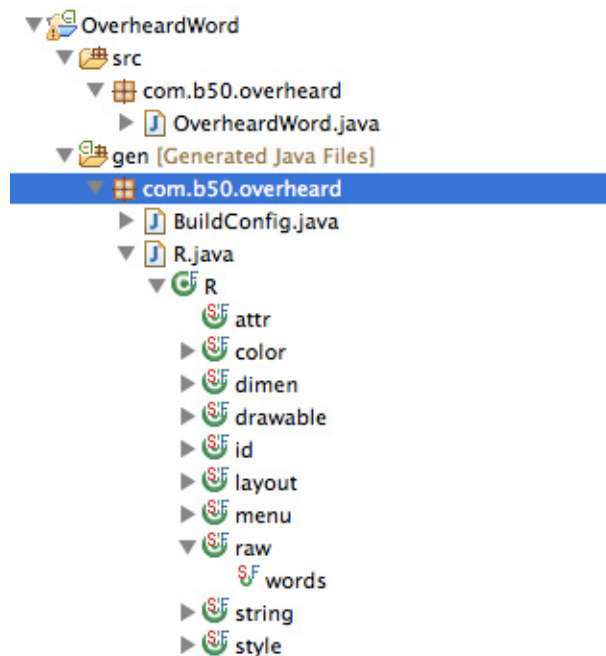 OverheardWord
src
com.b50.overheard
OverheardWord.java
gen [Generated Java Files]
com.b50.overheard
BuildConfig.java
R.java
R
attr
color
dimen
drawable
id
layout
menu
raw
words
string
style